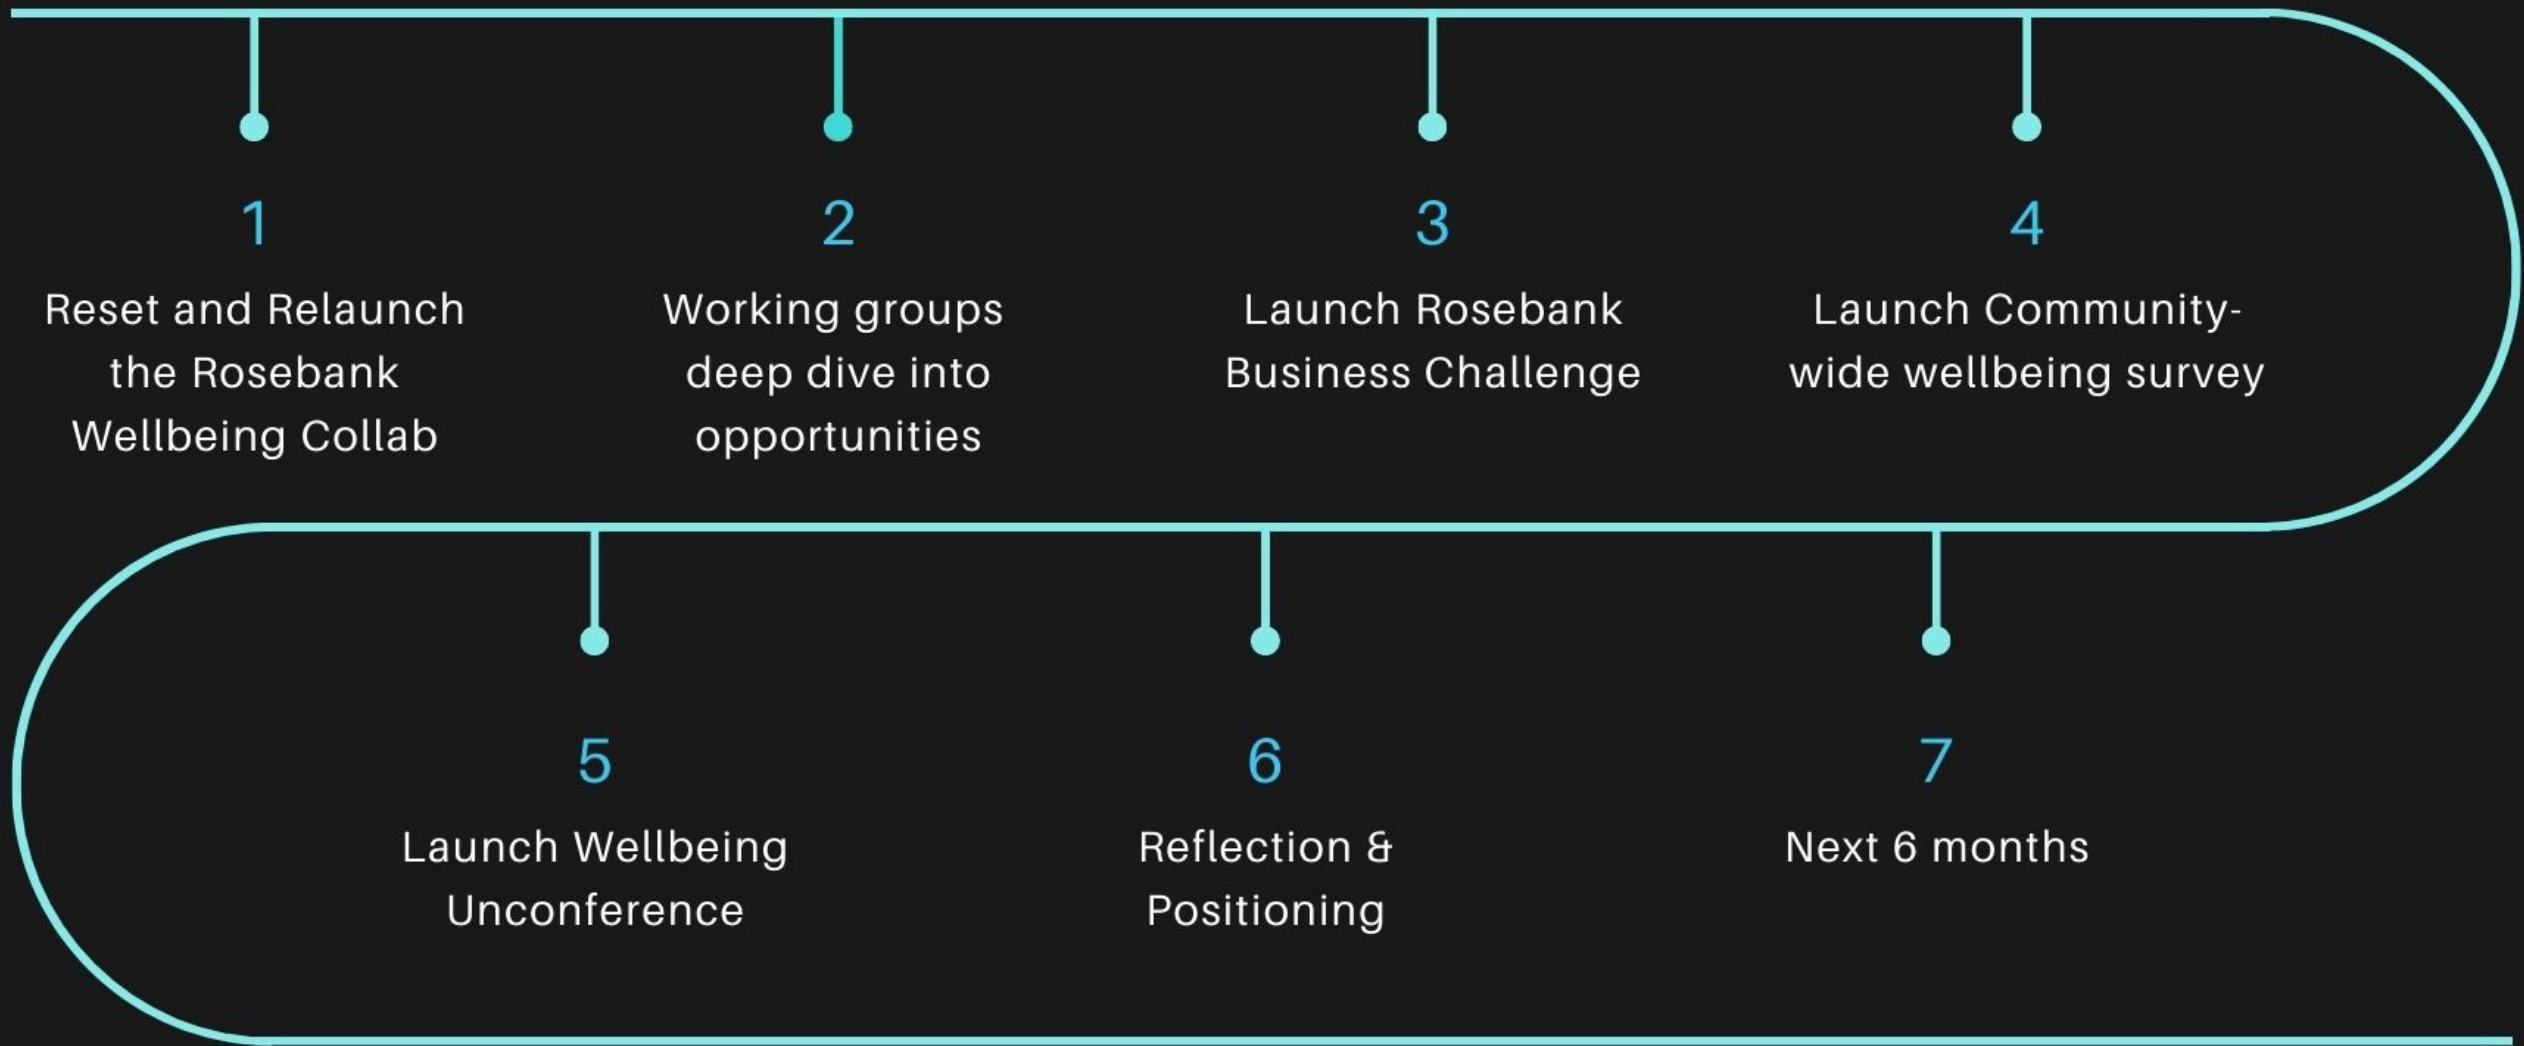 1
Reset and Relaunch
the Rosebank
Wellbeing Collab
2
Working groups
deep dive into
opportunities
3
Launch Rosebank
Business Challenge
4
Launch Community-
wide wellbeing survey
5
Launch Wellbeing
Unconference
6
Reflection &
Positioning
7
Next 6 months